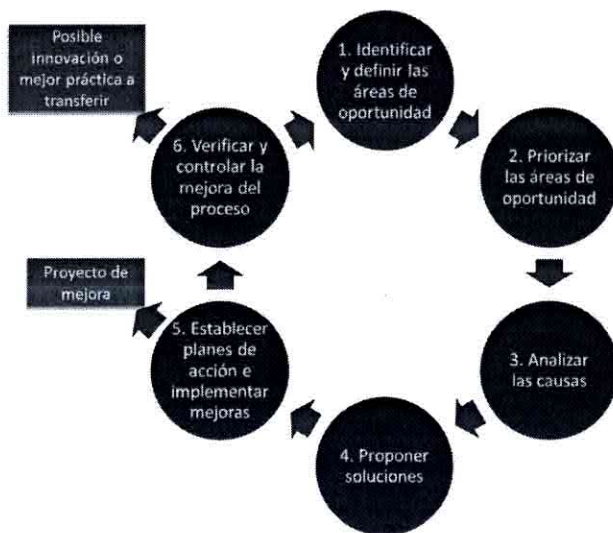 Posible
innovación o
mejor práctica a
transferir
1. Identificar
y definir las
áreas de
oportunidad
2. Priorizar
las áreas de
oportunidad
3. Analizar
las causas
4. Proponer
soluciones
5. Establecer
planes de
acción e
implementar
mejoras
Proyecto de
mejora
6. Verificar y
controlar la
mejora del
proceso